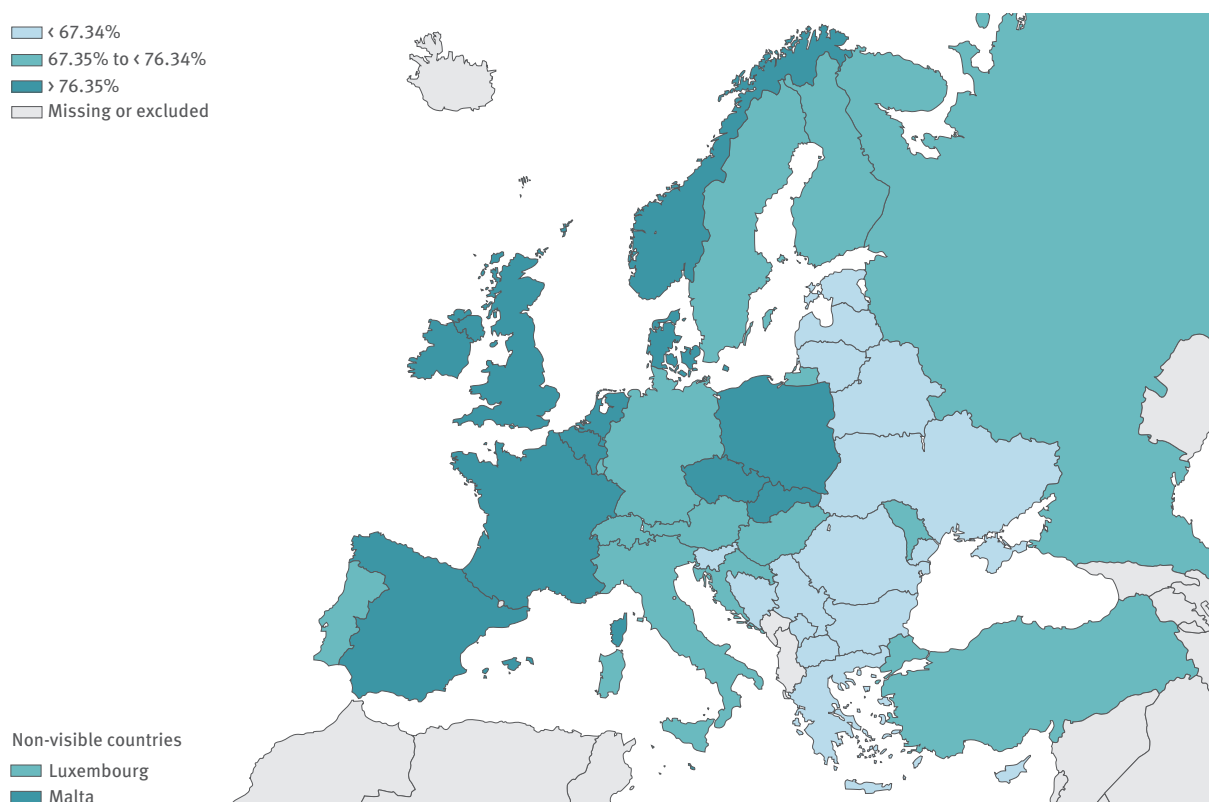 < 67.34%
67.35% to < 76.34%
> 76.35%
Missing or excluded
Non-visible countries
Luxembourg
Malta